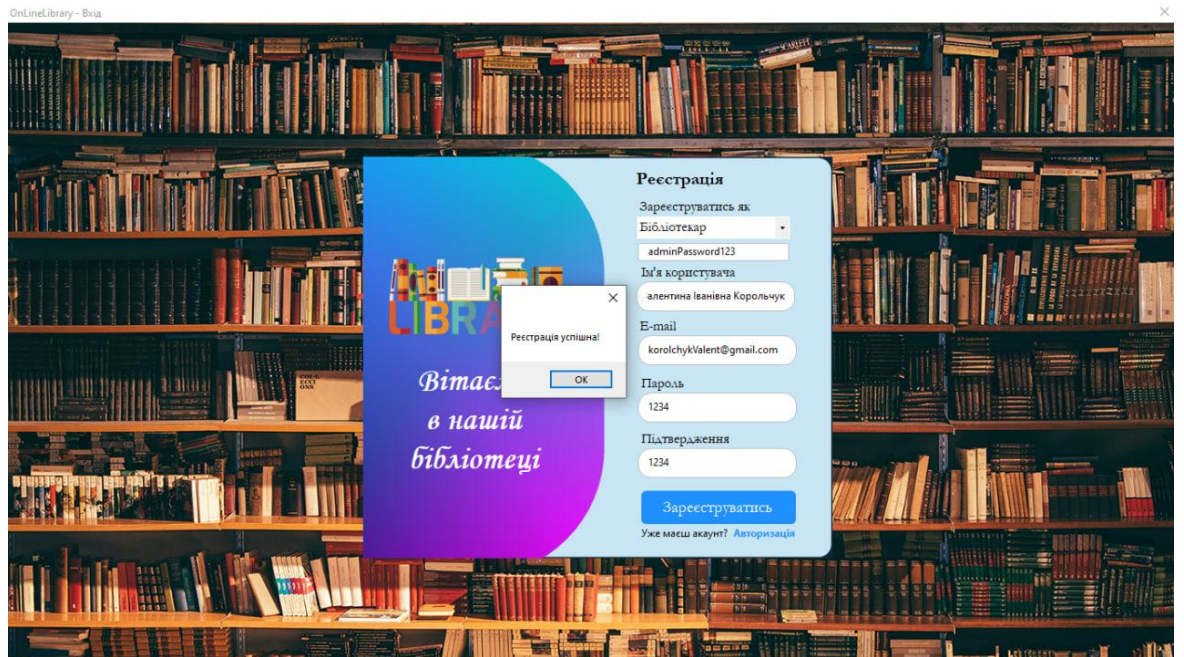 OnLineLibrary - Вхід
Реєстрація
Зареєструватись як
Бібліотекар
adminPassword123
Ім'я користувача
алентина Іванівна Корольчук
E-mail
korolchykValent@gmail.com
Пароль
1234
Підтвердження
1234
Зареєструватись
Уже маєш акаунт? Авторизація
LIBRA
Вітаєм
в нашій
бібліотеці
Реєстрація успішна!
OK